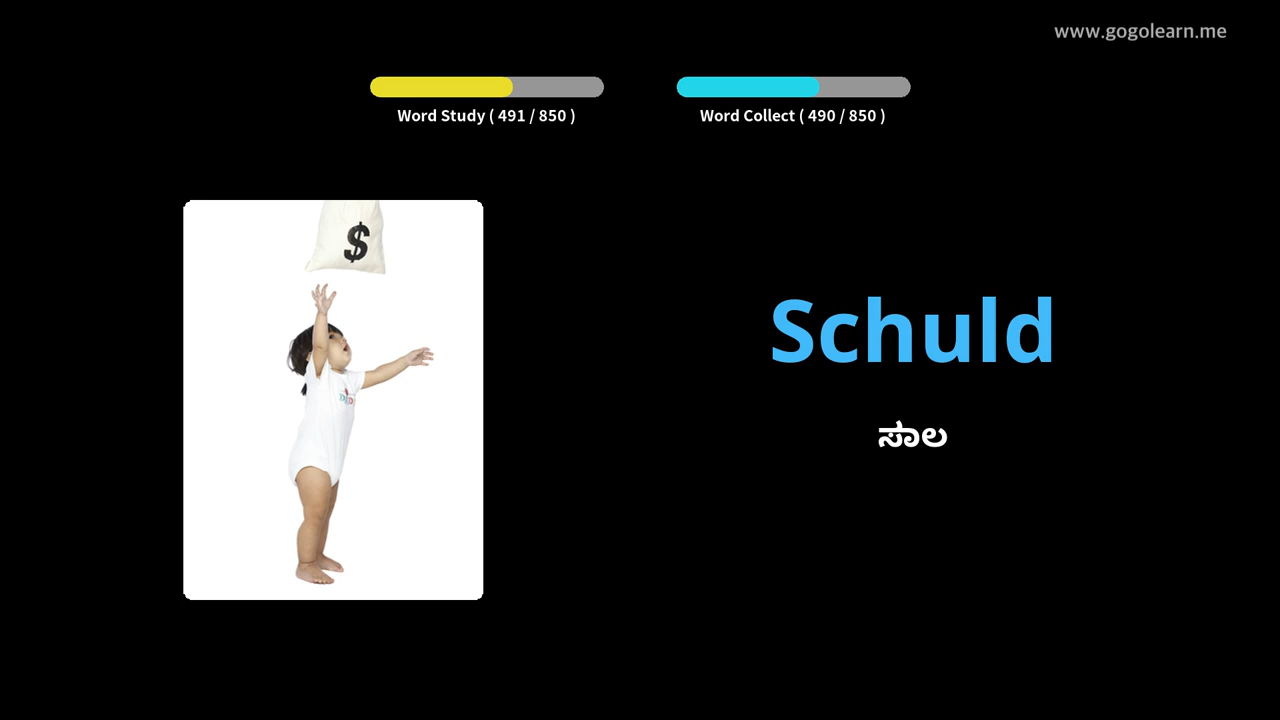 www.gogolearn.me
Word Study ( 491 / 850 )
Word Collect ( 490 / 850 )
$
Schuld
ಸಾಲ